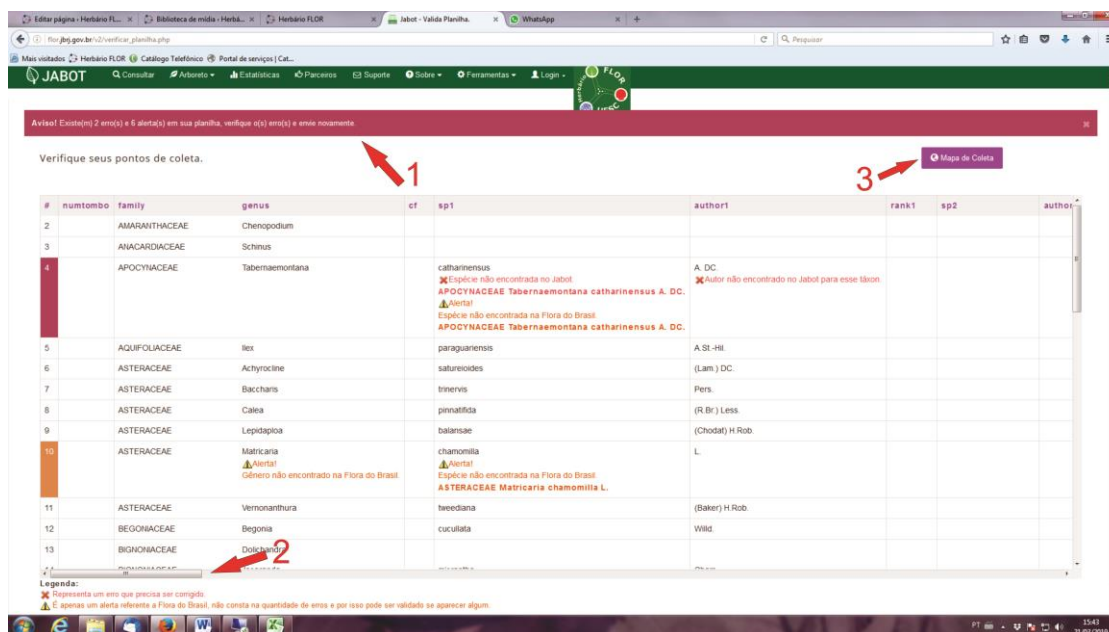 Editar página ‹ Herbário FL...
Biblioteca de mídia ‹ Herbá...
Herbário FLOR
Jabot - Valida Planilha.
WhatsApp
flor.jbrj.gov.br/v2/verificar_planilha.php
Pesquisar
Mais visitados Herbário FLOR Catálogo Telefônico Portal de serviços | Cat...
JABOT Consultar Arboreto Estatísticas Parceiros Suporte Sobre Ferramentas Login
Herbário FLOR UFSC
Aviso! Existe(m) 2 erro(s) e 6 alerta(s) em sua planilha, verifique o(s) erro(s) e envie novamente.
1
Verifique seus pontos de coleta.
3
Mapa de Coleta
# numtombo family genus cf sp1 author1 rank1 sp2 author
2 AMARANTHACEAE Chenopodium
3 ANACARDIACEAE Schinus
4 APOCYNACEAE Tabernaemontana catharinensus A. DC.
Espécie não encontrada no Jabot Autor não encontrado no Jabot para esse táxon.
APOCYNACEAE Tabernaemontana catharinensus A. DC.
Alerta!
Espécie não encontrada na Flora do Brasil.
APOCYNACEAE Tabernaemontana catharinensus A. DC.
5 AQUIFOLIACEAE Ilex paraguariensis A.St.-Hil.
6 ASTERACEAE Achyrocline satureioides (Lam.) DC.
7 ASTERACEAE Baccharis trinervis Pers.
8 ASTERACEAE Calea pinnatifida (R.Br.) Less.
9 ASTERACEAE Lepidaploa balansae (Chodat) H.Rob.
10 ASTERACEAE Matricaria chamomilla L.
Alerta! Alerta!
Gênero não encontrado na Flora do Brasil. Espécie não encontrada na Flora do Brasil.
ASTERACEAE Matricaria chamomilla L.
11 ASTERACEAE Vernonanthura tweediana (Baker) H.Rob.
12 BEGONIACEAE Begonia cucullata Willd.
13 BIGNONIACEAE Dolichandra
2
Legenda:
Representa um erro que precisa ser corrigido.
É apenas um alerta referente a Flora do Brasil, não consta na quantidade de erros e por isso pode ser validado se aparecer algum.
PT 15:43